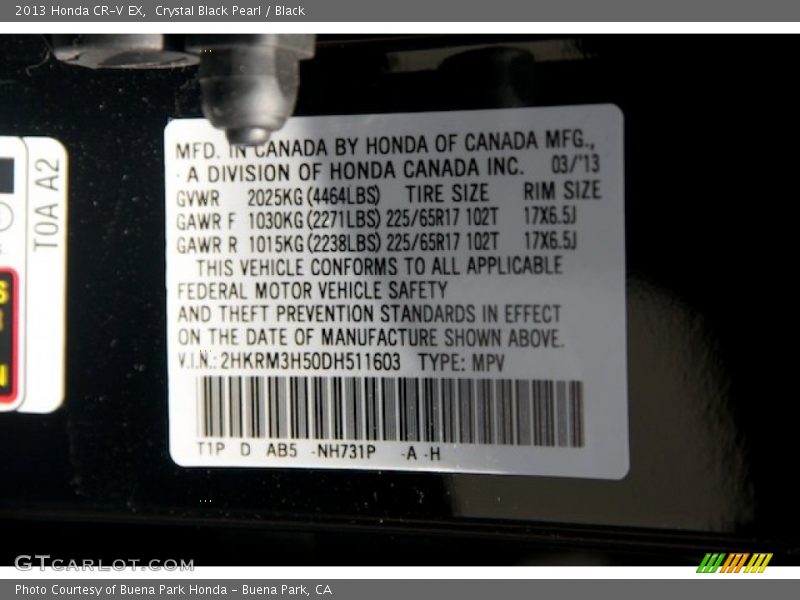 2013 Honda CR-V EX, Crystal Black Pearl / Black
MFD. IN CANADA BY HONDA OF CANADA MFG.,
A DIVISION OF HONDA CANADA INC. 03/'13
GVWR 2025KG (4464LBS) TIRE SIZE RIM SIZE
GAWR F 1030KG (2271LBS) 225/65R17 102T 17X6.5J
GAWR R 1015KG (2238LBS) 225/65R17 102T 17X6.5J
THIS VEHICLE CONFORMS TO ALL APPLICABLE
FEDERAL MOTOR VEHICLE SAFETY
AND THEFT PREVENTION STANDARDS IN EFFECT
ON THE DATE OF MANUFACTURE SHOWN ABOVE.
V.I.N.: 2HKRM3H50DH511603 TYPE: MPV
T1P D AB5 -NH731P -A -H
T0A A2
GTCARLOT.COM
Photo Courtesy of Buena Park Honda - Buena Park, CA